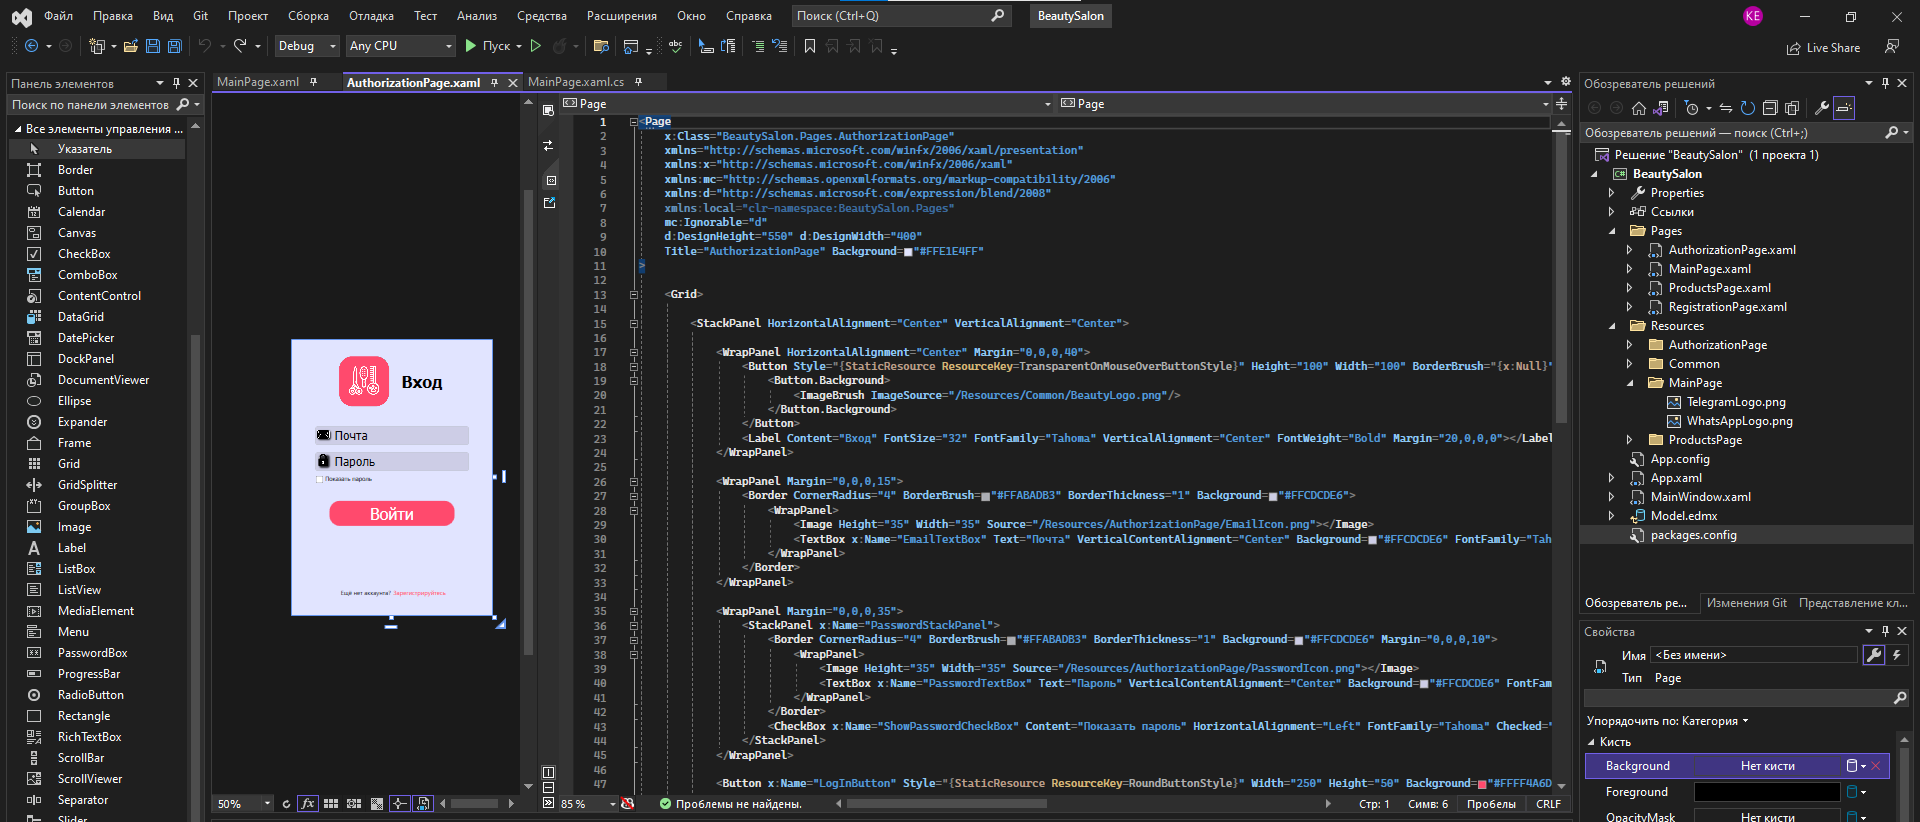 Файл Правка Вид Git Проект Сборка Отладка Тест Анализ Средства Расширения Окно Справка Поиск (Ctrl+Q) BeautySalon KE
Debug Any CPU Пуск Live Share
Панель элементов
Поиск по панели элементов
Все элементы управления ...
Указатель
Border
Button
Calendar
Canvas
CheckBox
ComboBox
ContentControl
DataGrid
DatePicker
DockPanel
DocumentViewer
Ellipse
Expander
Frame
Grid
GridSplitter
GroupBox
Image
Label
ListBox
ListView
MediaElement
Menu
PasswordBox
ProgressBar
RadioButton
Rectangle
RichTextBox
ScrollBar
ScrollViewer
Separator
Slider
MainPage.xaml AuthorizationPage.xaml MainPage.xaml.cs
Вход
Почта
Пароль
Показать пароль
Войти
Ещё нет аккаунта? Зарегистрируйтесь
50%
Page Page
1 <Page
2 x:Class="BeautySalon.Pages.AuthorizationPage"
3 xmlns="http://schemas.microsoft.com/winfx/2006/xaml/presentation"
4 xmlns:x="http://schemas.microsoft.com/winfx/2006/xaml"
5 xmlns:mc="http://schemas.openxmlformats.org/markup-compatibility/2006"
6 xmlns:d="http://schemas.microsoft.com/expression/blend/2008"
7 xmlns:local="clr-namespace:BeautySalon.Pages"
8 mc:Ignorable="d"
9 d:DesignHeight="550" d:DesignWidth="400"
10 Title="AuthorizationPage" Background="#FFE1E4FF"
11 >
12
13 <Grid>
14
15 <StackPanel HorizontalAlignment="Center" VerticalAlignment="Center">
16
17 <WrapPanel HorizontalAlignment="Center" Margin="0,0,0,40">
18 <Button Style="{StaticResource ResourceKey=TransparentOnMouseOverButtonStyle}" Height="100" Width="100" BorderBrush="{x:Null}"
19 <Button.Background>
20 <ImageBrush ImageSource="/Resources/Common/BeautyLogo.png"/>
21 </Button.Background>
22 </Button>
23 <Label Content="Вход" FontSize="32" FontFamily="Tahoma" VerticalAlignment="Center" FontWeight="Bold" Margin="20,0,0,0"></Label
24 </WrapPanel>
25
26 <WrapPanel Margin="0,0,0,15">
27 <Border CornerRadius="4" BorderBrush="#FFABADB3" BorderThickness="1" Background="#FFCDCDE6">
28 <WrapPanel>
29 <Image Height="35" Width="35" Source="/Resources/AuthorizationPage/EmailIcon.png"></Image>
30 <TextBox x:Name="EmailTextBox" Text="Почта" VerticalContentAlignment="Center" Background="#FFCDCDE6" FontFamily="Tah
31 </WrapPanel>
32 </Border>
33 </WrapPanel>
34
35 <WrapPanel Margin="0,0,0,35">
36 <StackPanel x:Name="PasswordStackPanel">
37 <Border CornerRadius="4" BorderBrush="#FFABADB3" BorderThickness="1" Background="#FFCDCDE6" Margin="0,0,0,10">
38 <WrapPanel>
39 <Image Height="35" Width="35" Source="/Resources/AuthorizationPage/PasswordIcon.png"></Image>
40 <TextBox x:Name="PasswordTextBox" Text="Пароль" VerticalContentAlignment="Center" Background="#FFCDCDE6" FontFam
41 </WrapPanel>
42 </Border>
43 <CheckBox x:Name="ShowPasswordCheckBox" Content="Показать пароль" HorizontalAlignment="Left" FontFamily="Tahoma" Checked="
44 </StackPanel>
45 </WrapPanel>
46
47 <Button x:Name="LogInButton" Style="{StaticResource ResourceKey=RoundButtonStyle}" Width="250" Height="50" Background="#FFFF4A6D
85 % Проблемы не найдены. Стр: 1 Симв: 6 Пробелы CRLF
Обозреватель решений
Обозреватель решений — поиск (Ctrl+;)
Решение "BeautySalon" (1 проекта 1)
BeautySalon
Properties
Ссылки
Pages
AuthorizationPage.xaml
MainPage.xaml
ProductsPage.xaml
RegistrationPage.xaml
Resources
AuthorizationPage
Common
MainPage
TelegramLogo.png
WhatsAppLogo.png
ProductsPage
App.config
App.xaml
MainWindow.xaml
Model.edmx
packages.config
Обозреватель ре... Изменения Git Представление кл...
Свойства
Имя <Без имени>
Тип Page
Упорядочить по: Категория
Кисть
Background Нет кисти
Foreground
OpacityMask Нет кисти